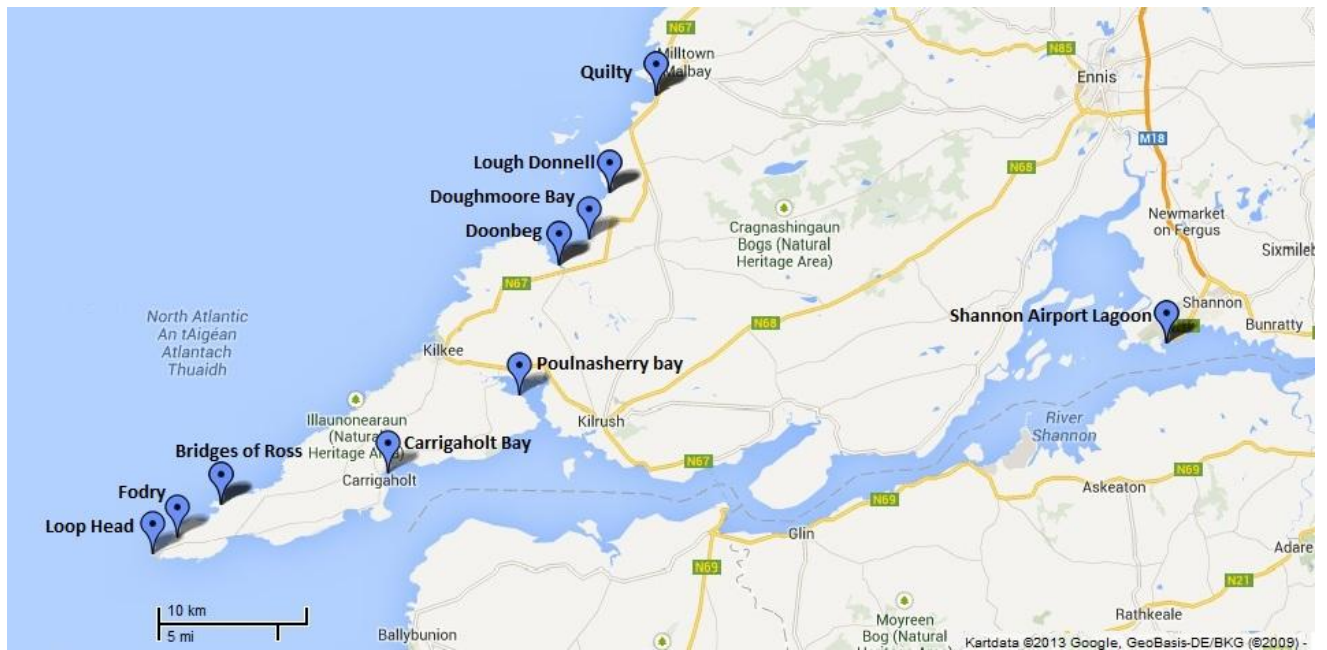 N67
Milltown
Malbay
Quilty
N85
Ennis
M18
Lough Donnell
N68
Doughmoore Bay
Doonbeg
Cragnashingaun
Bogs (Natural
Heritage Area)
Newmarket
on Fergus
Sixmileb
N67
North Atlantic
An tAigéan
Atlantach
Thuaidh
Shannon Airport Lagoon
Shannon
Bunratty
N68
Kilkee
Poulnasherry bay
Illaunonearaun
(Natural
Heritage Area)
Kilrush
River
Shannon
Carrigaholt Bay
Bridges of Ross
Carrigaholt
N67
N69
Askeaton
Fodry
N69
Loop Head
Glin
Adare
N69
N21
10 km
5 mi
Rathkeale
Ballybunion
Moyreen
Bog (Natural
Kartdata ©2013 Google, GeoBasis-DE/BKG (©2009) -